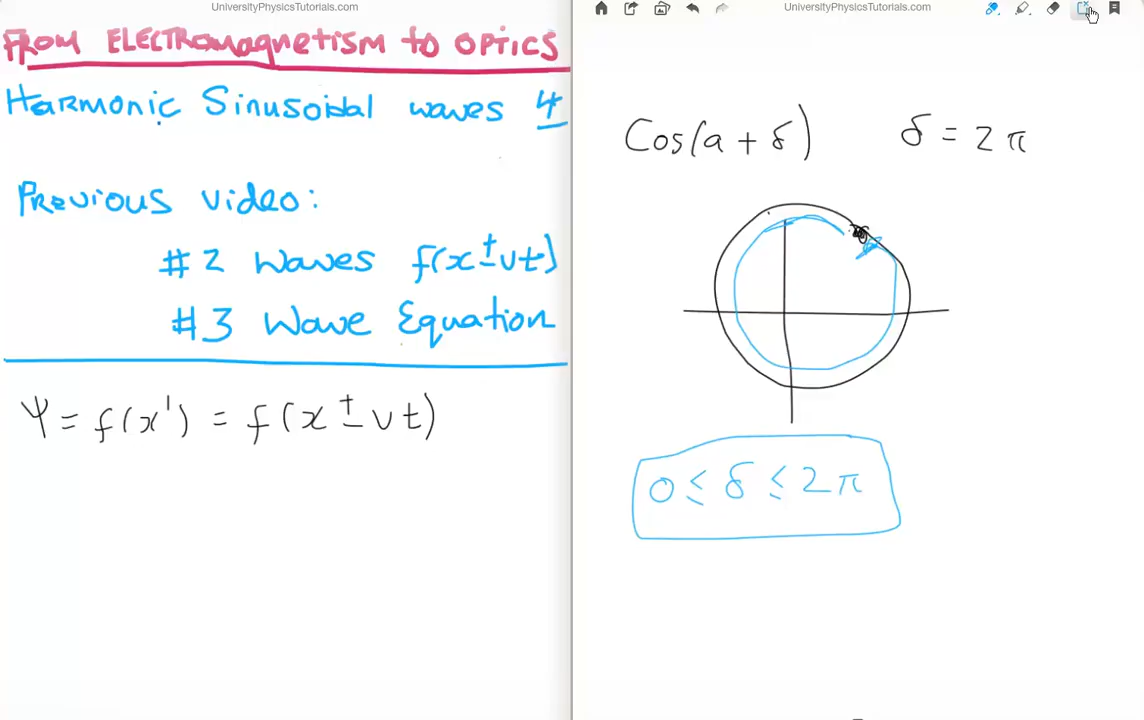 UniversityPhysicsTutorials.com
FROM ELECTROMAGNETISM TO OPTICS
HARMONIC SINUSOIDAL WAVES 4
PREVIOUS VIDEO:
#2 WAVES f(x±vt)
#3 WAVE EQUATION
Ψ = f(x') = f(x ± vt)
UniversityPhysicsTutorials.com
Cos(a + δ) δ = 2π
0 ≤ δ ≤ 2π